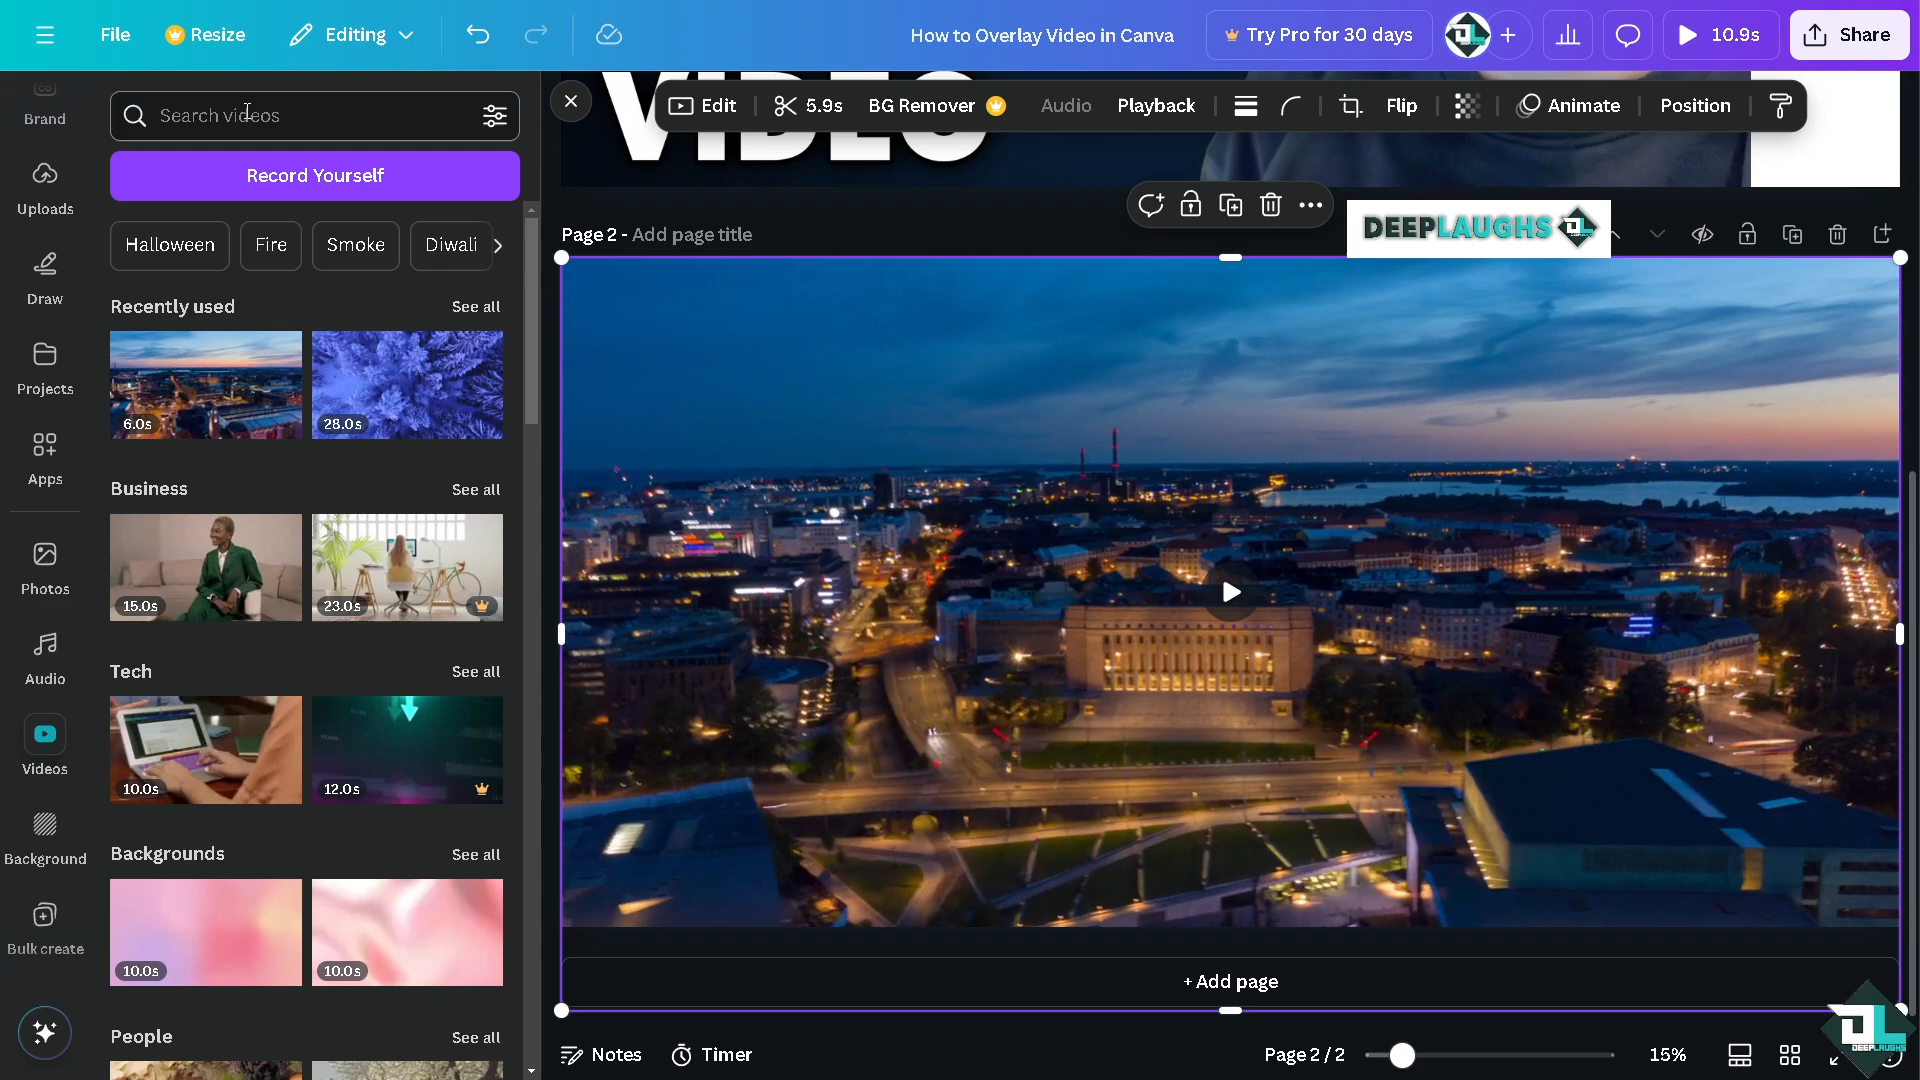 File
Resize
Editing
How to Overlay Video in Canva
Try Pro for 30 days
10.9s
Share
Brand
Uploads
Draw
Projects
Apps
Photos
Audio
Videos
Background
Bulk create
Search videos
Record Yourself
Halloween
Fire
Smoke
Diwali
Recently used
See all
6.0s
28.0s
Business
See all
15.0s
23.0s
Tech
See all
10.0s
12.0s
Backgrounds
See all
10.0s
10.0s
People
See all
VIDEO
Edit
5.9s
BG Remover
Audio
Playback
Flip
Animate
Position
Page 2 - Add page title
DEEPLAUGHS DL
+ Add page
Notes
Timer
Page 2 / 2
15%
DL
DEEPLAUGHS